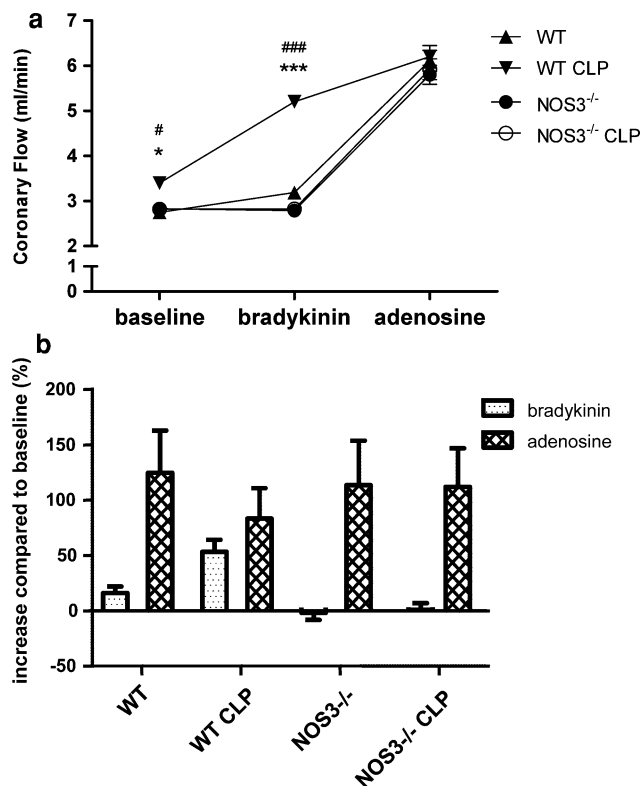 a
Coronary Flow (ml/min)
7
6
5
4
3
2
1
0
#
*
###
***
baseline
bradykinin
adenosine
WT
WT CLP
NOS3-/-
NOS3-/- CLP
b
increase compared to baseline (%)
200
150
100
50
0
-50
bradykinin
adenosine
WT
WT CLP
NOS3-/-
NOS3-/- CLP